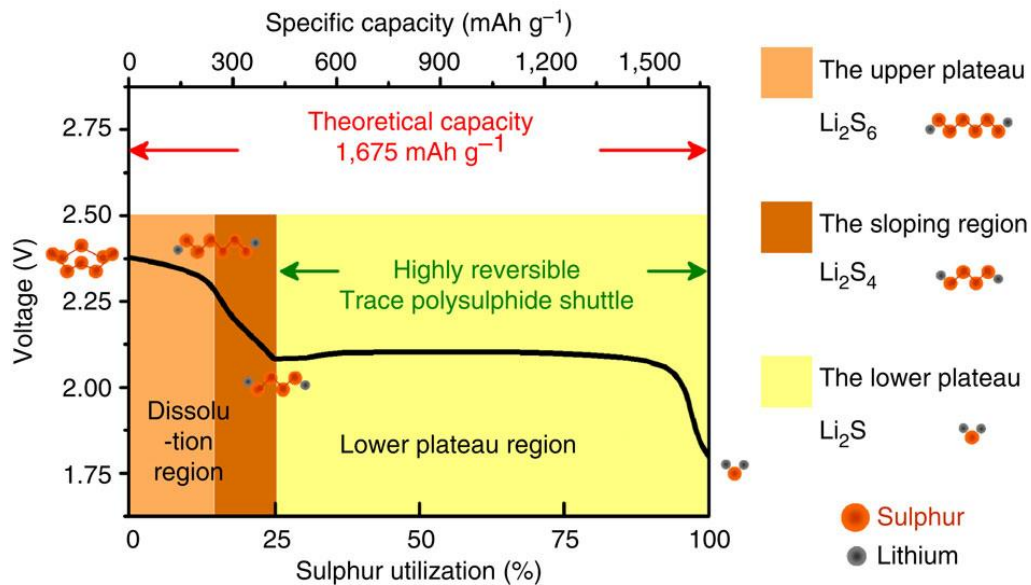 Specific capacity (mAh g⁻¹)
0 300 600 900 1,200 1,500
Theoretical capacity
1,675 mAh g⁻¹
2.75
2.50
2.25
2.00
1.75
Voltage (V)
Highly reversible
Trace polysulphide shuttle
Dissolu
-tion
region
Lower plateau region
0 25 50 75 100
Sulphur utilization (%)
The upper plateau
Li₂S₆
The sloping region
Li₂S₄
The lower plateau
Li₂S
Sulphur
Lithium